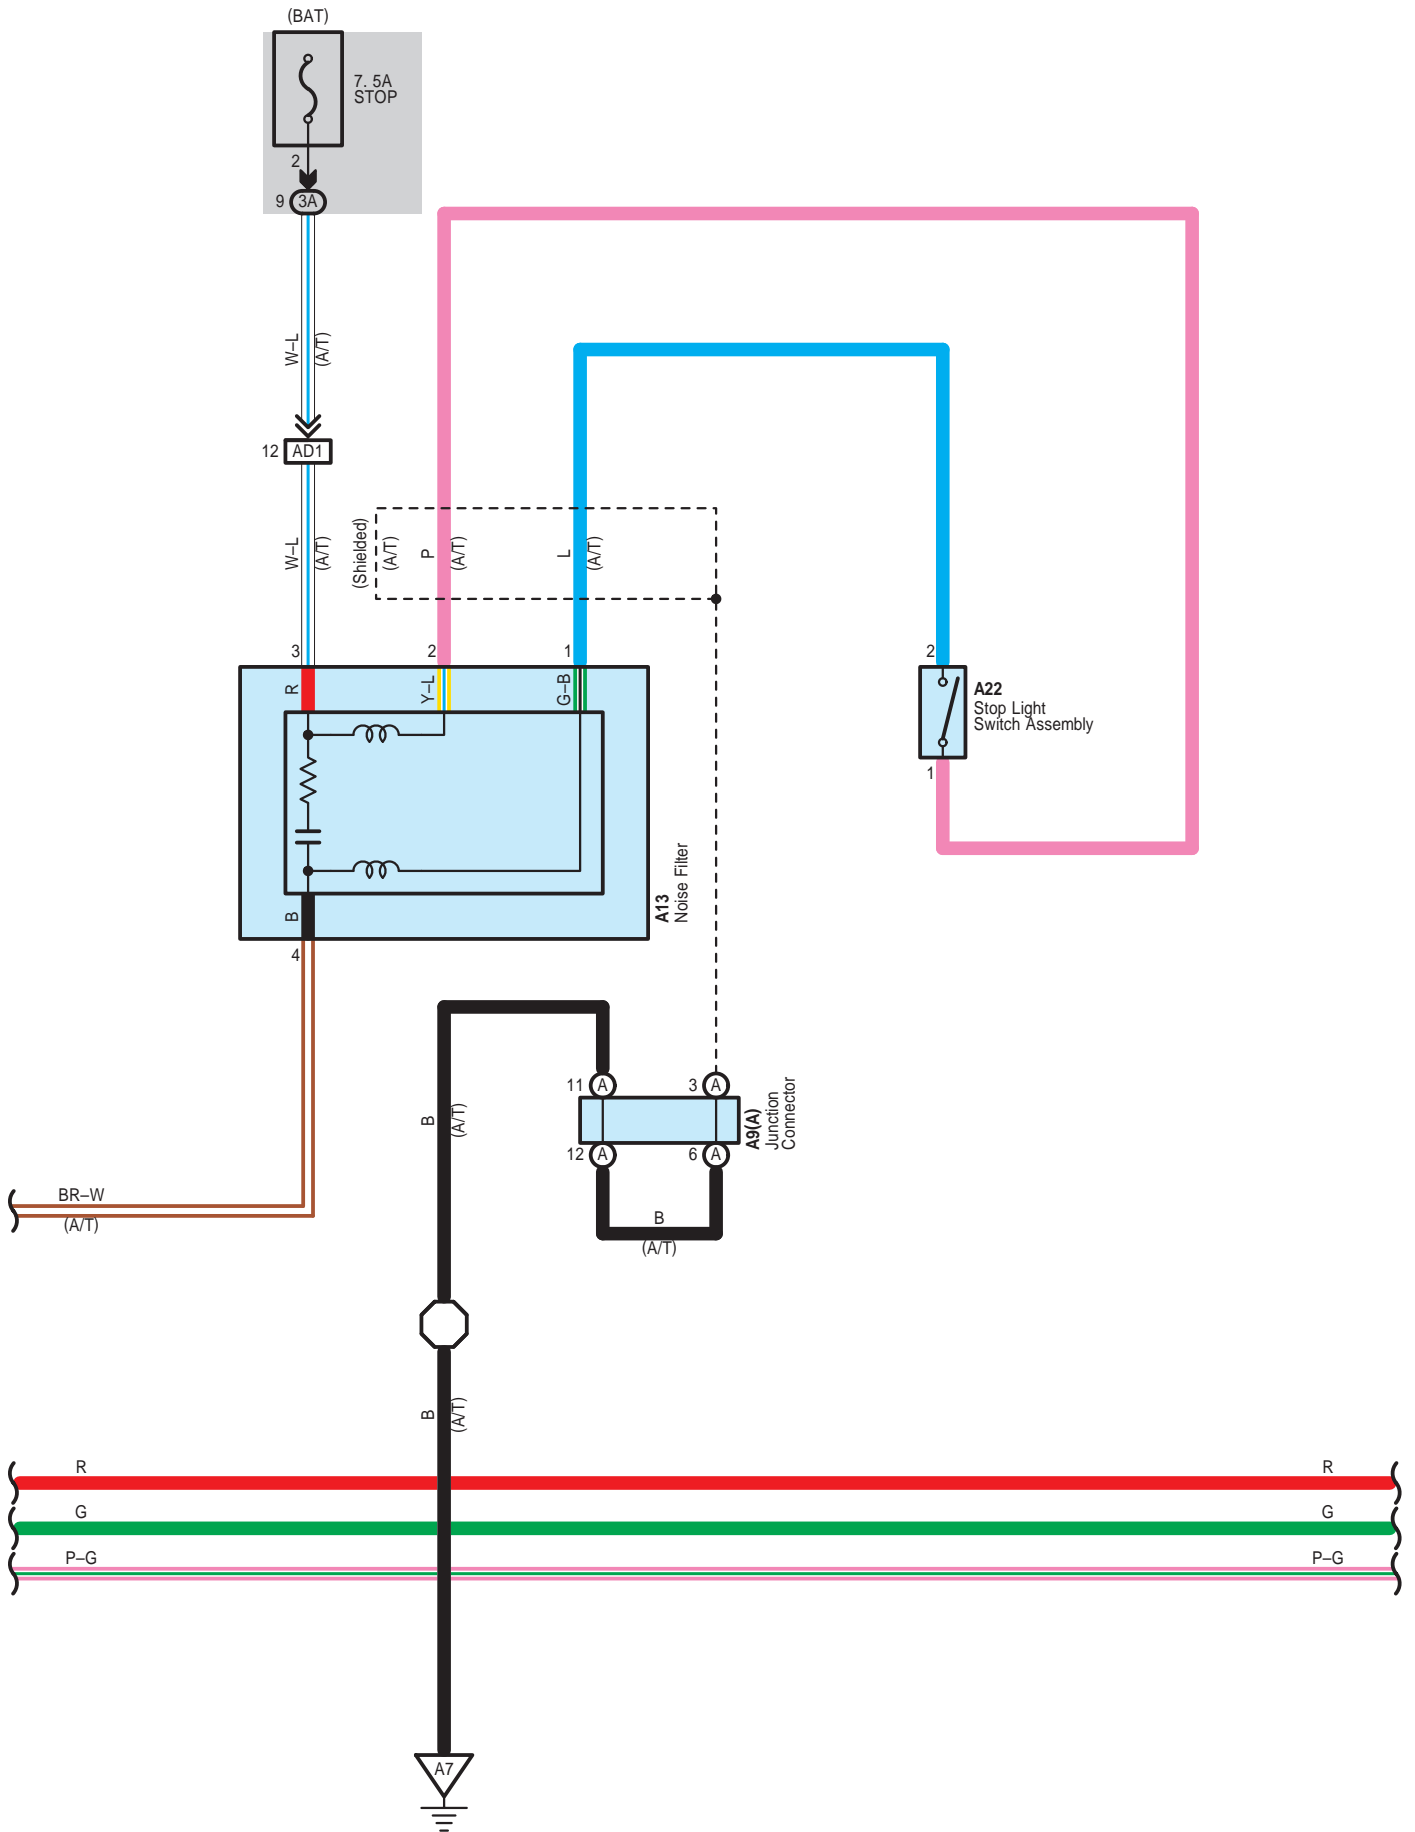 (BAT)
7. 5A
STOP
2
9
3A
W–L
(A/T)
12
AD1
W–L
(A/T)
(Shielded)
(A/T)
P
(A/T)
L
(A/T)
3
2
1
2
R
Y–L
G–B
A22
Stop Light
Switch Assembly
1
A13
Noise Filter
B
4
11
A
3
A
B
(A/T)
A9(A)
Junction
Connector
12
A
6
A
BR–W
(A/T)
B
(A/T)
B
(A/T)
R
R
G
G
P–G
P–G
A7